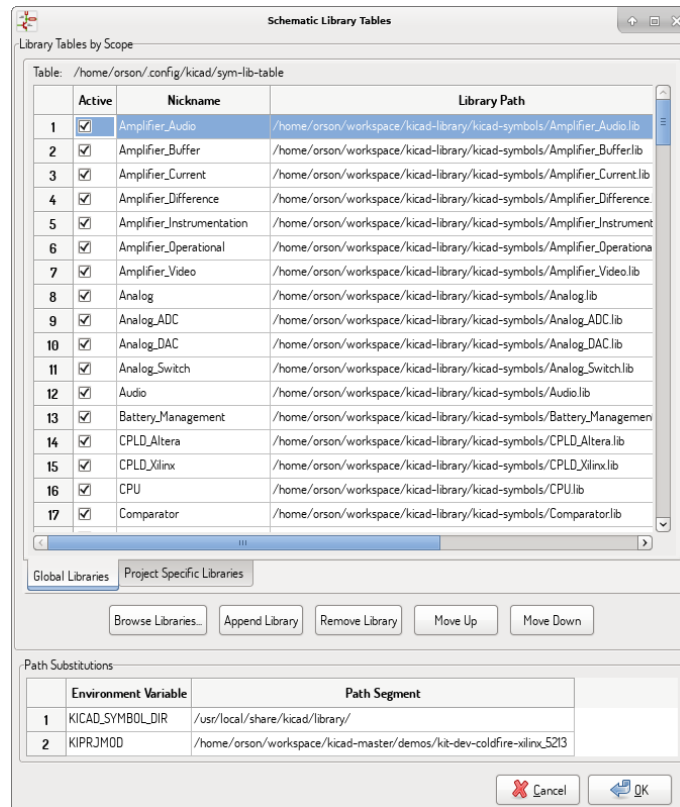 Schematic Library Tables
Library Tables by Scope
Table: /home/orson/.config/kicad/sym-lib-table
Active Nickname Library Path
1 Amplifier_Audio /home/orson/workspace/kicad-library/kicad-symbols/Amplifier_Audio.lib
2 Amplifier_Buffer /home/orson/workspace/kicad-library/kicad-symbols/Amplifier_Buffer.lib
3 Amplifier_Current /home/orson/workspace/kicad-library/kicad-symbols/Amplifier_Current.lib
4 Amplifier_Difference /home/orson/workspace/kicad-library/kicad-symbols/Amplifier_Difference.
5 Amplifier_Instrumentation /home/orson/workspace/kicad-library/kicad-symbols/Amplifier_Instrument
6 Amplifier_Operational /home/orson/workspace/kicad-library/kicad-symbols/Amplifier_Operationa
7 Amplifier_Video /home/orson/workspace/kicad-library/kicad-symbols/Amplifier_Video.lib
8 Analog /home/orson/workspace/kicad-library/kicad-symbols/Analog.lib
9 Analog_ADC /home/orson/workspace/kicad-library/kicad-symbols/Analog_ADC.lib
10 Analog_DAC /home/orson/workspace/kicad-library/kicad-symbols/Analog_DAC.lib
11 Analog_Switch /home/orson/workspace/kicad-library/kicad-symbols/Analog_Switch.lib
12 Audio /home/orson/workspace/kicad-library/kicad-symbols/Audio.lib
13 Battery_Management /home/orson/workspace/kicad-library/kicad-symbols/Battery_Managemen
14 CPLD_Altera /home/orson/workspace/kicad-library/kicad-symbols/CPLD_Altera.lib
15 CPLD_Xilinx /home/orson/workspace/kicad-library/kicad-symbols/CPLD_Xilinx.lib
16 CPU /home/orson/workspace/kicad-library/kicad-symbols/CPU.lib
17 Comparator /home/orson/workspace/kicad-library/kicad-symbols/Comparator.lib
Global Libraries Project Specific Libraries
Browse Libraries... Append Library Remove Library Move Up Move Down
Path Substitutions
Environment Variable Path Segment
1 KICAD_SYMBOL_DIR /usr/local/share/kicad/library/
2 KIPRJMOD /home/orson/workspace/kicad-master/demos/kit-dev-coldfire-xilinx_5213
Cancel OK